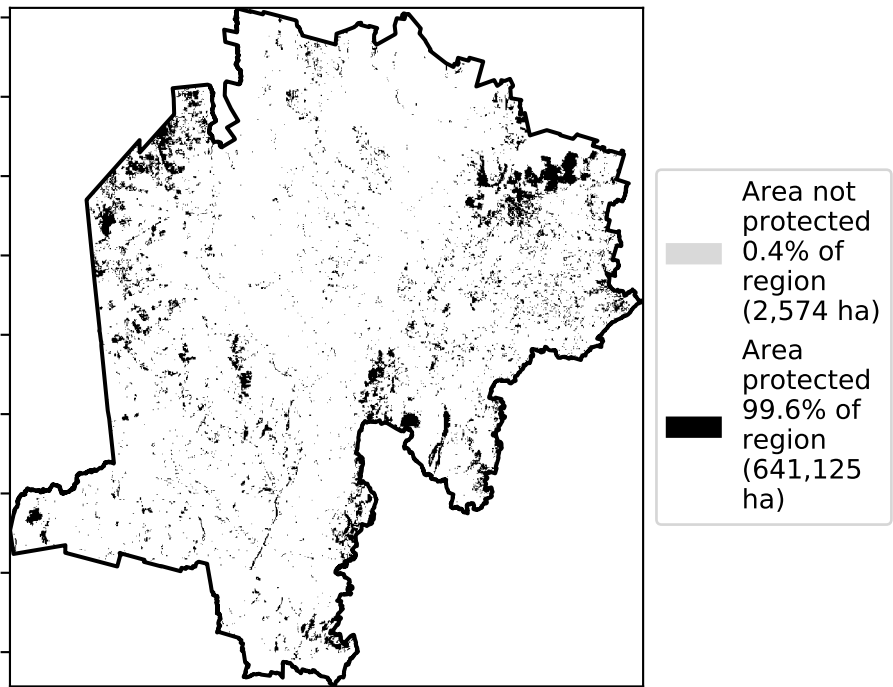 Area not
protected
0.4% of
region
(2,574 ha)
Area
protected
99.6% of
region
(641,125
ha)